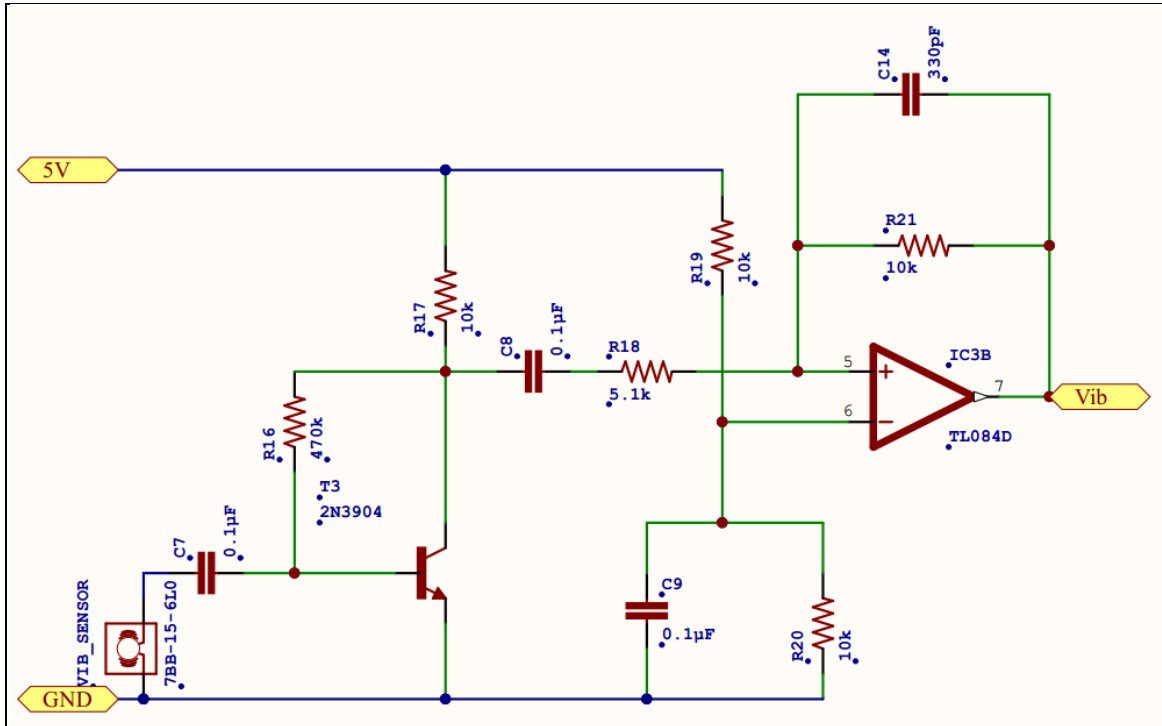 C14
330pF
5V
R21
10k
R19
10k
R17
10k
C8
0.1µF
R18
5.1k
5
+
IC3B
7
Vib
6
−
TL084D
R16
470k
T3
2N3904
C7
0.1µF
VIB_SENSOR
7BB-15-6L0
C9
0.1µF
R20
10k
GND